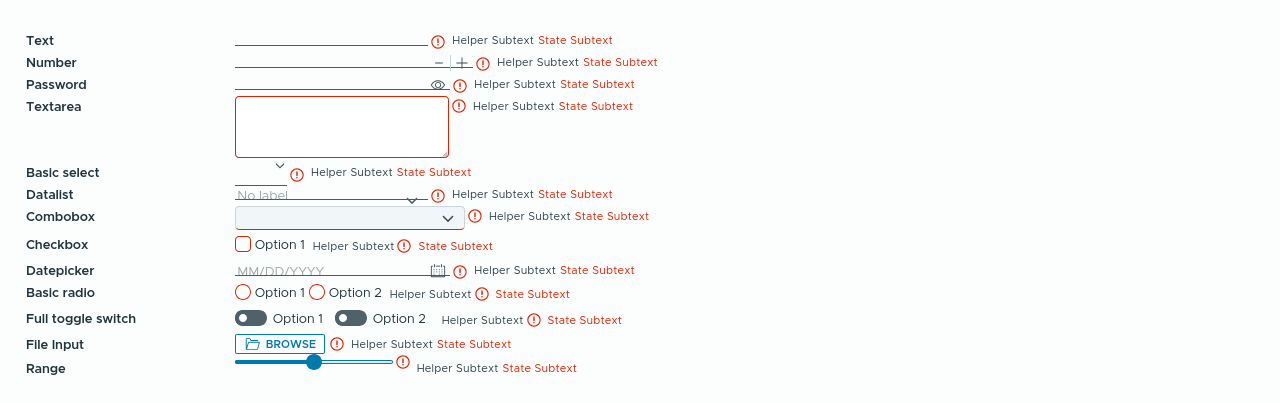 Text Helper Subtext State Subtext
Number Helper Subtext State Subtext
Password Helper Subtext State Subtext
Textarea Helper Subtext State Subtext
Basic select Helper Subtext State Subtext
Datalist No label Helper Subtext State Subtext
Combobox Helper Subtext State Subtext
Checkbox Option 1 Helper Subtext State Subtext
Datepicker MM/DD/YYYY Helper Subtext State Subtext
Basic radio Option 1 Option 2 Helper Subtext State Subtext
Full toggle switch Option 1 Option 2 Helper Subtext State Subtext
File Input BROWSE Helper Subtext State Subtext
Range Helper Subtext State Subtext